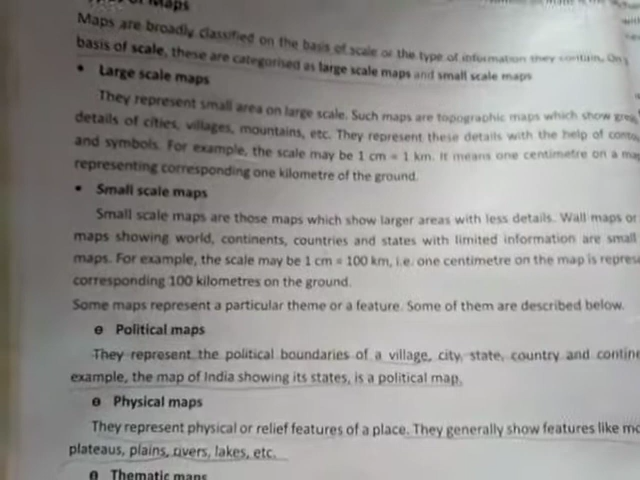 Maps
Maps are broadly classified on the basis of scale or the type of information they contain. On
basis of scale, these are categorised as large scale maps and small scale maps
• Large scale maps
They represent small area on large scale. Such maps are topographic maps which show
details of cities, villages, mountains, etc. They represent these details with the help of
and symbols. For example, the scale may be 1 cm = 1 km. It means one centimetre on a
representing corresponding one kilometre of the ground.
• Small scale maps
Small scale maps are those maps which show larger areas with less details. Wall maps or
maps showing world, continents, countries and states with limited information are small
maps. For example, the scale may be 1 cm = 100 km, i.e. one centimetre on the map is
corresponding 100 kilometres on the ground.
Some maps represent a particular theme or a feature. Some of them are described below.
Political maps
They represent the political boundaries of a village, city, state, country and
example, the map of India showing its states, is a political map.
Physical maps
They represent physical or relief features of a place. They generally show features like
plateaus, plains, rivers, lakes, etc.
Thematic maps